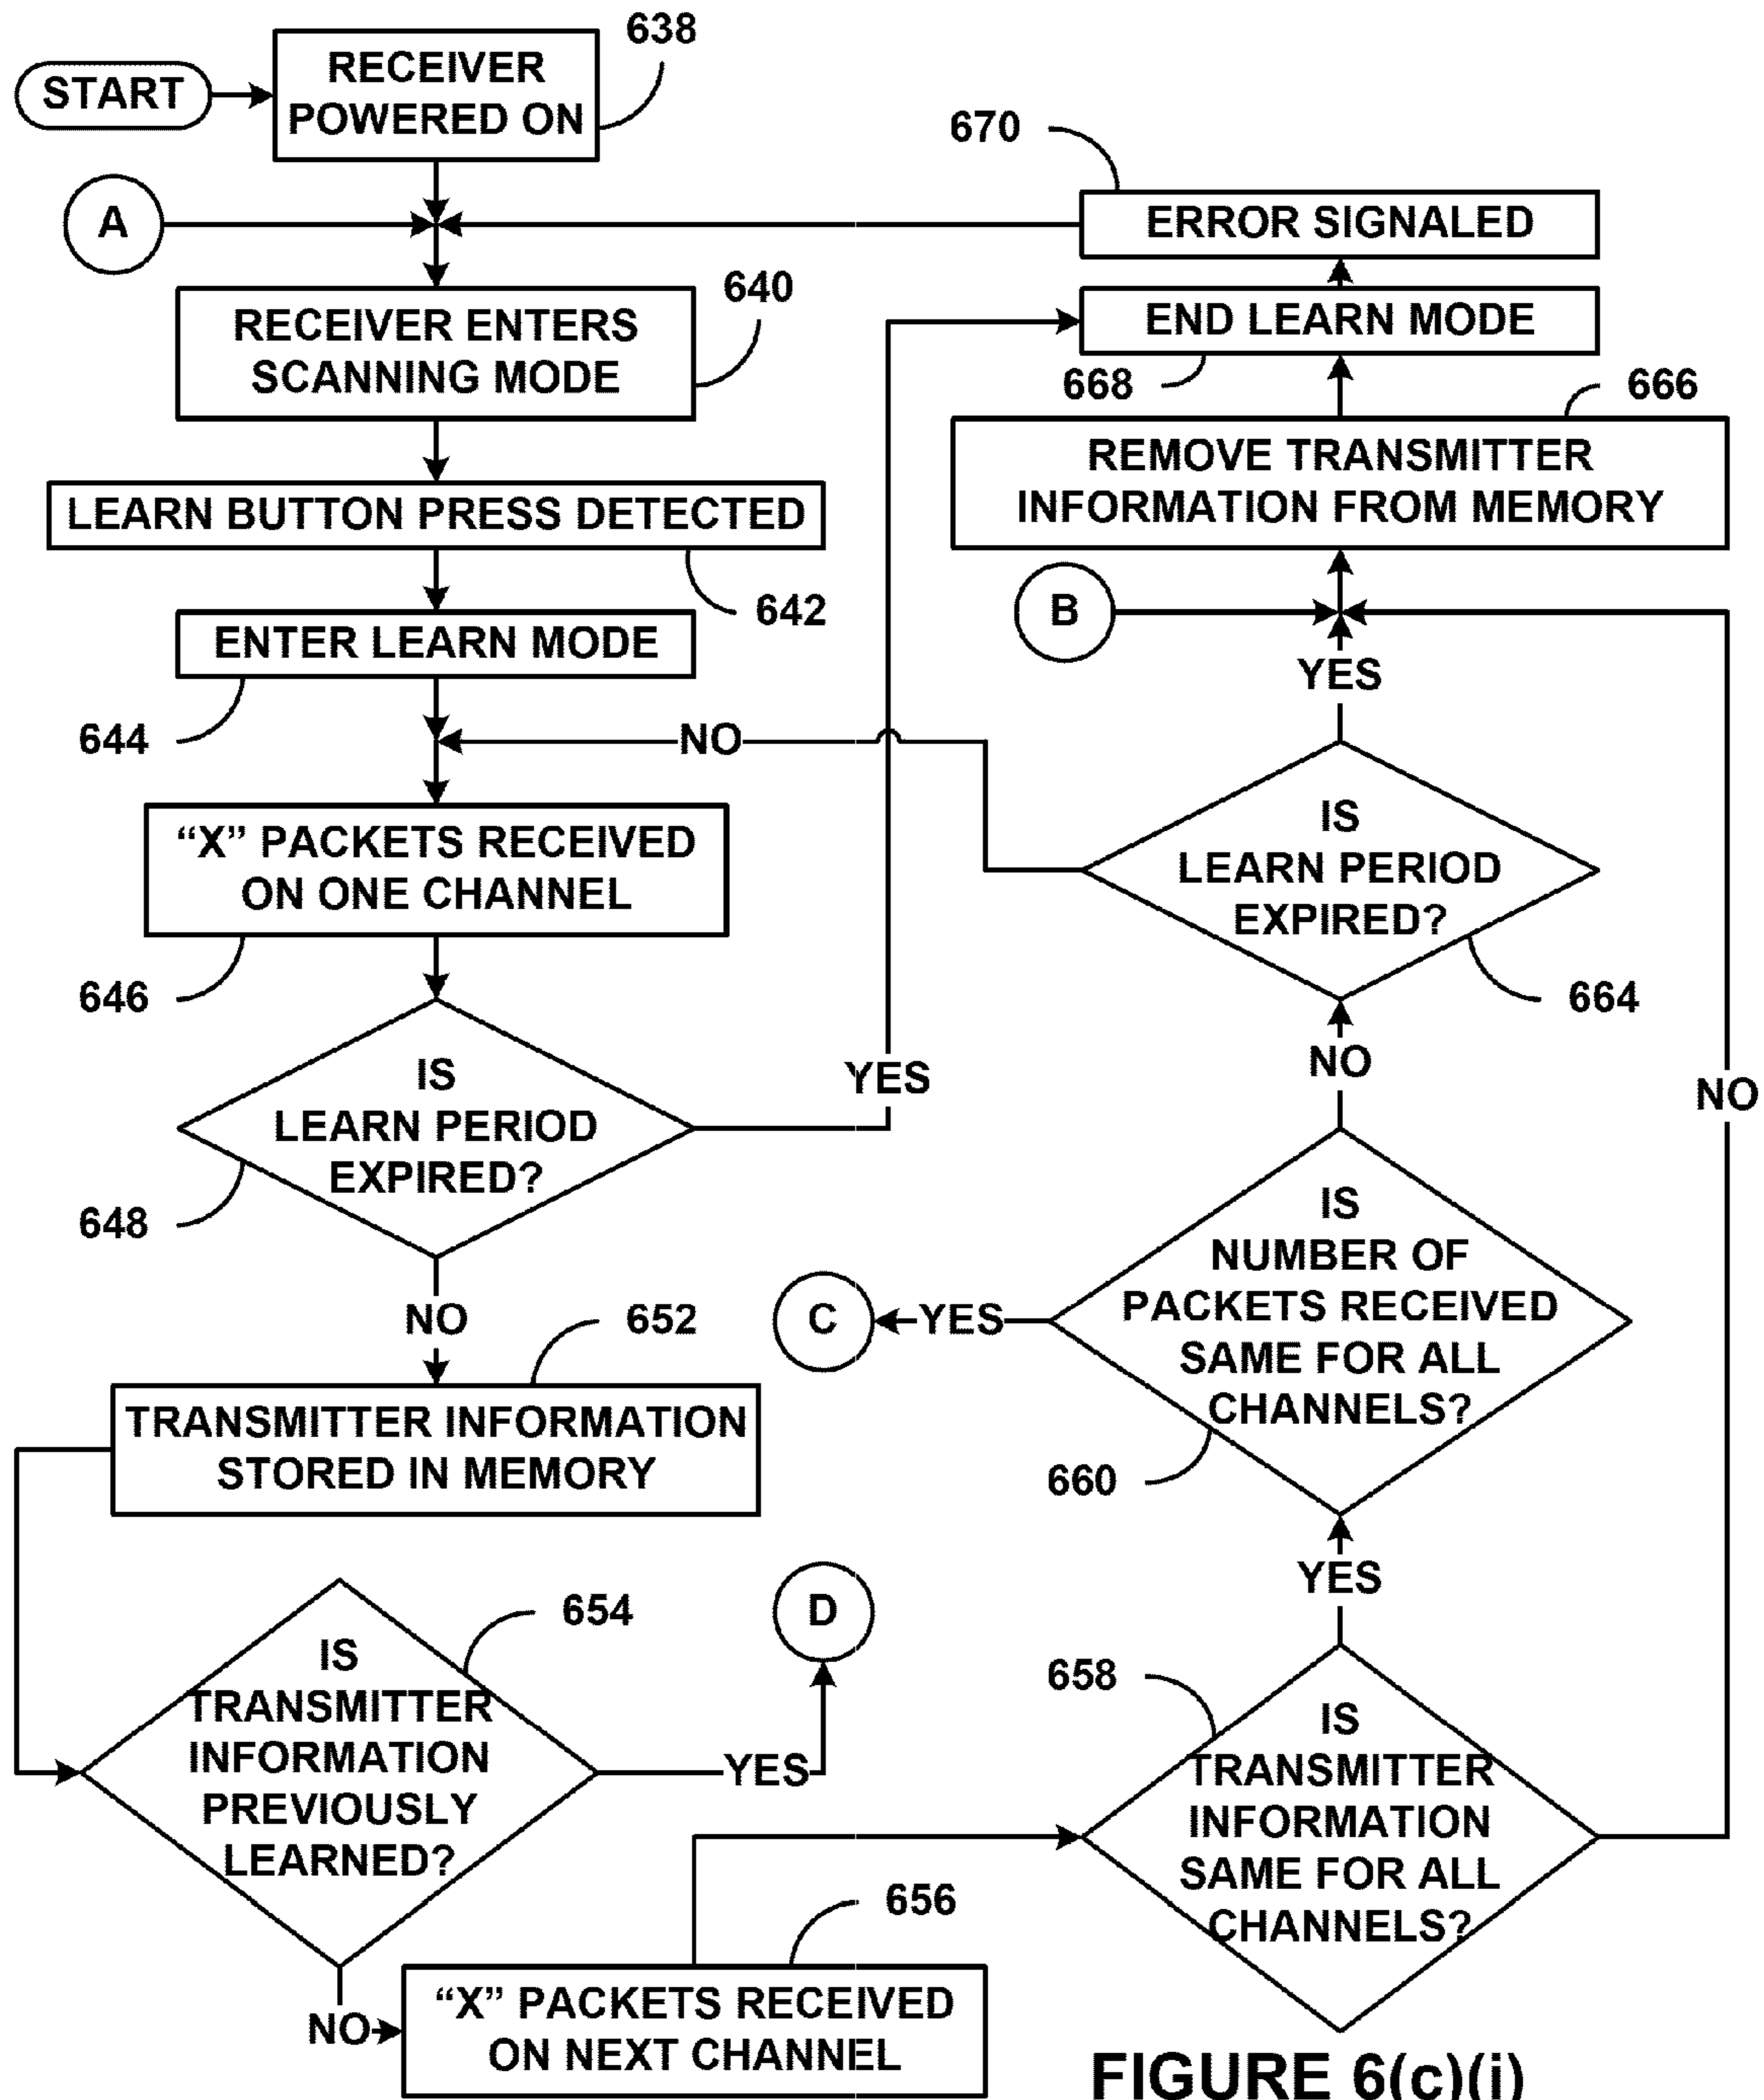 START
RECEIVER
POWERED ON
638
A
RECEIVER ENTERS
SCANNING MODE
640
LEARN BUTTON PRESS DETECTED
642
ENTER LEARN MODE
644
NO
"X" PACKETS RECEIVED
ON ONE CHANNEL
646
IS
LEARN PERIOD
EXPIRED?
648
YES
NO
TRANSMITTER INFORMATION
STORED IN MEMORY
652
IS
TRANSMITTER
INFORMATION
PREVIOUSLY
LEARNED?
654
YES
D
NO
"X" PACKETS RECEIVED
ON NEXT CHANNEL
656
670
ERROR SIGNALED
END LEARN MODE
668
666
REMOVE TRANSMITTER
INFORMATION FROM MEMORY
B
YES
IS
LEARN PERIOD
EXPIRED?
664
NO
NO
IS
NUMBER OF
PACKETS RECEIVED
SAME FOR ALL
CHANNELS?
660
YES
C
YES
658
IS
TRANSMITTER
INFORMATION
SAME FOR ALL
CHANNELS?
FIGURE 6(c)(i)